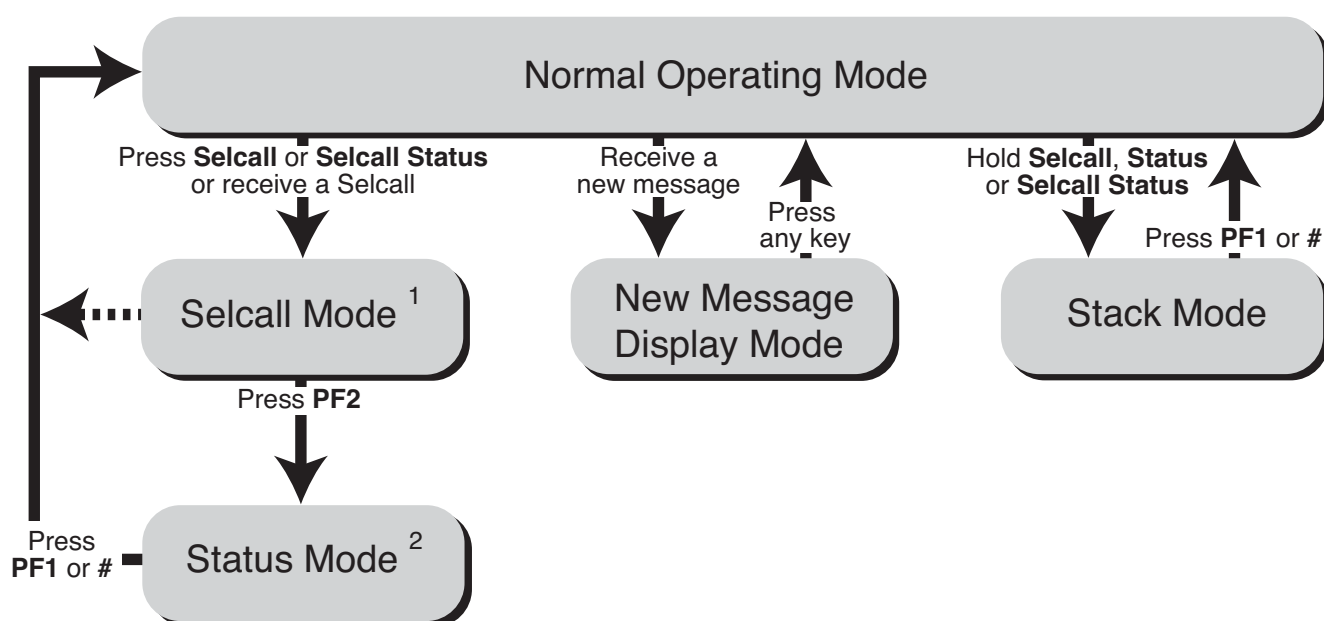 Normal Operating Mode
Press Selcall or Selcall Status
or receive a Selcall
Receive a
new message
Press
any key
Hold Selcall, Status
or Selcall Status
Press PF1 or #
Selcall Mode 1
New Message
Display Mode
Stack Mode
Press PF2
Press
PF1 or #
Status Mode 2